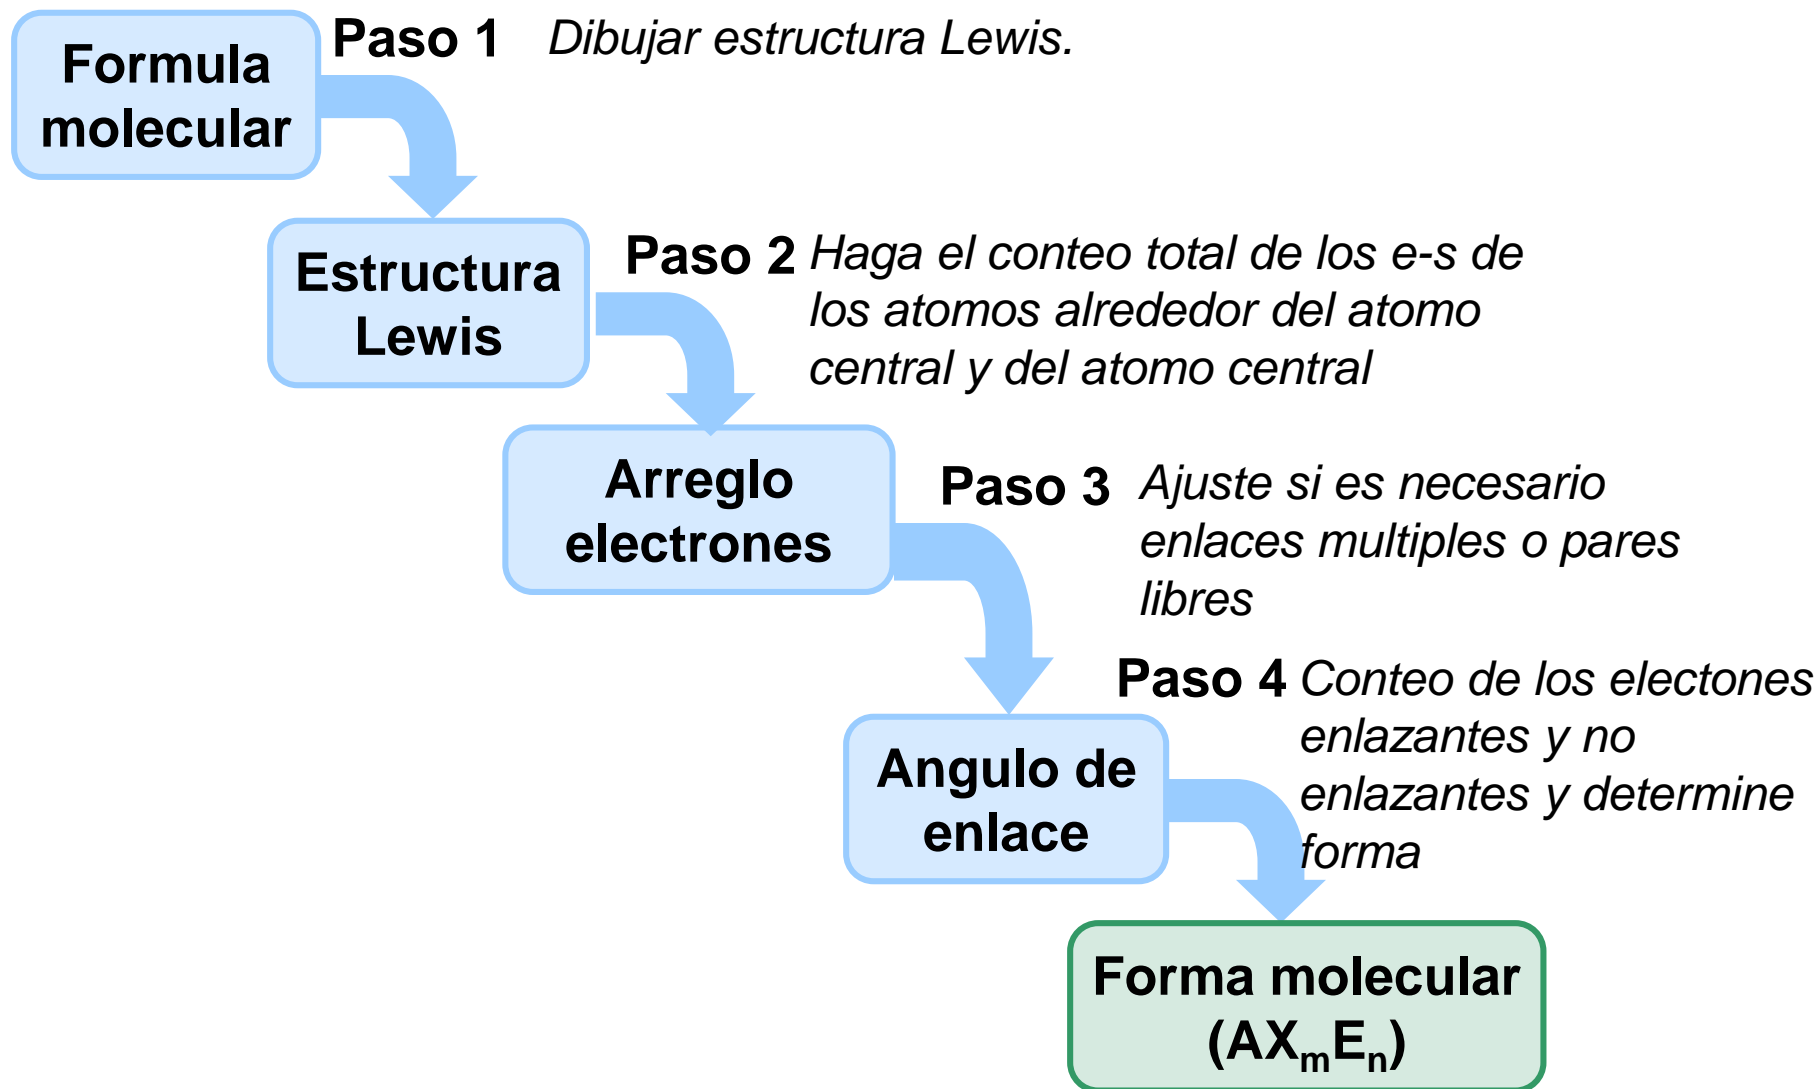 Formula
molecular
Paso 1
Dibujar estructura Lewis.
Estructura
Lewis
Paso 2
Haga el conteo total de los e-s de
los atomos alrededor del atomo
central y del atomo central
Arreglo
electrones
Paso 3
Ajuste si es necesario
enlaces multiples o pares
libres
Angulo de
enlace
Paso 4
Conteo de los electones
enlazantes y no
enlazantes y determine
forma
Forma molecular
(AXmEn)